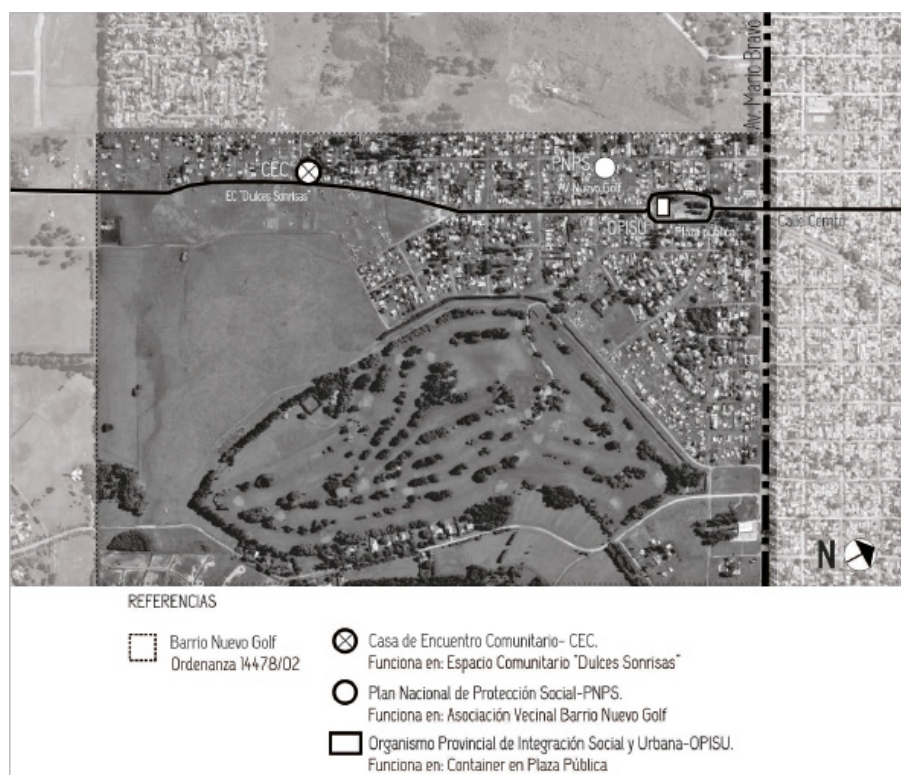 Av Mario Bravo
CEC
EC "Dulces Sonrisas"
PNPS
AV Nuevo Golf
OPISU
Plaza pública
Calle Cerrito
N
REFERENCIAS
Barrio Nuevo Golf
Ordenanza 14478/02
Casa de Encuentro Comunitario- CEC.
Funciona en: Espacio Comunitario "Dulces Sonrisas"
Plan Nacional de Protección Social-PNPS.
Funciona en: Asociación Vecinal Barrio Nuevo Golf
Organismo Provincial de Integración Social y Urbana-OPISU.
Funciona en: Container en Plaza Pública